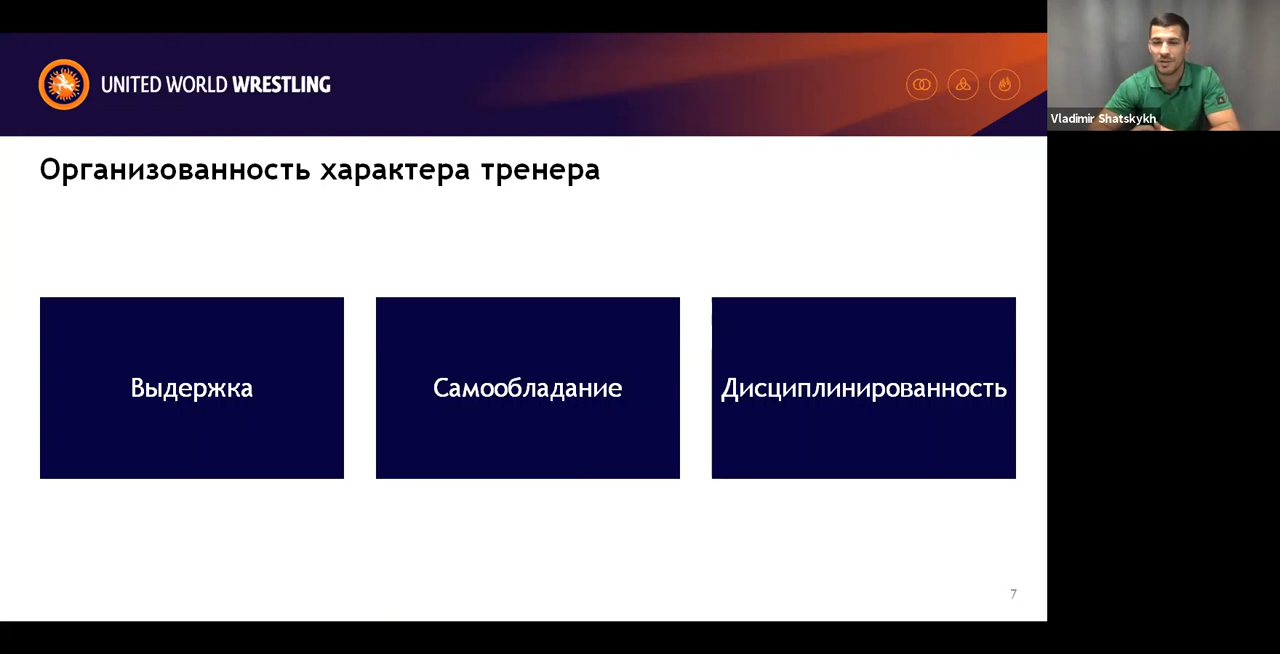 UNITED WORLD WRESTLING
Vladimir Shatskykh
Организованность характера тренера
Выдержка
Самообладание
Дисциплинированность
7